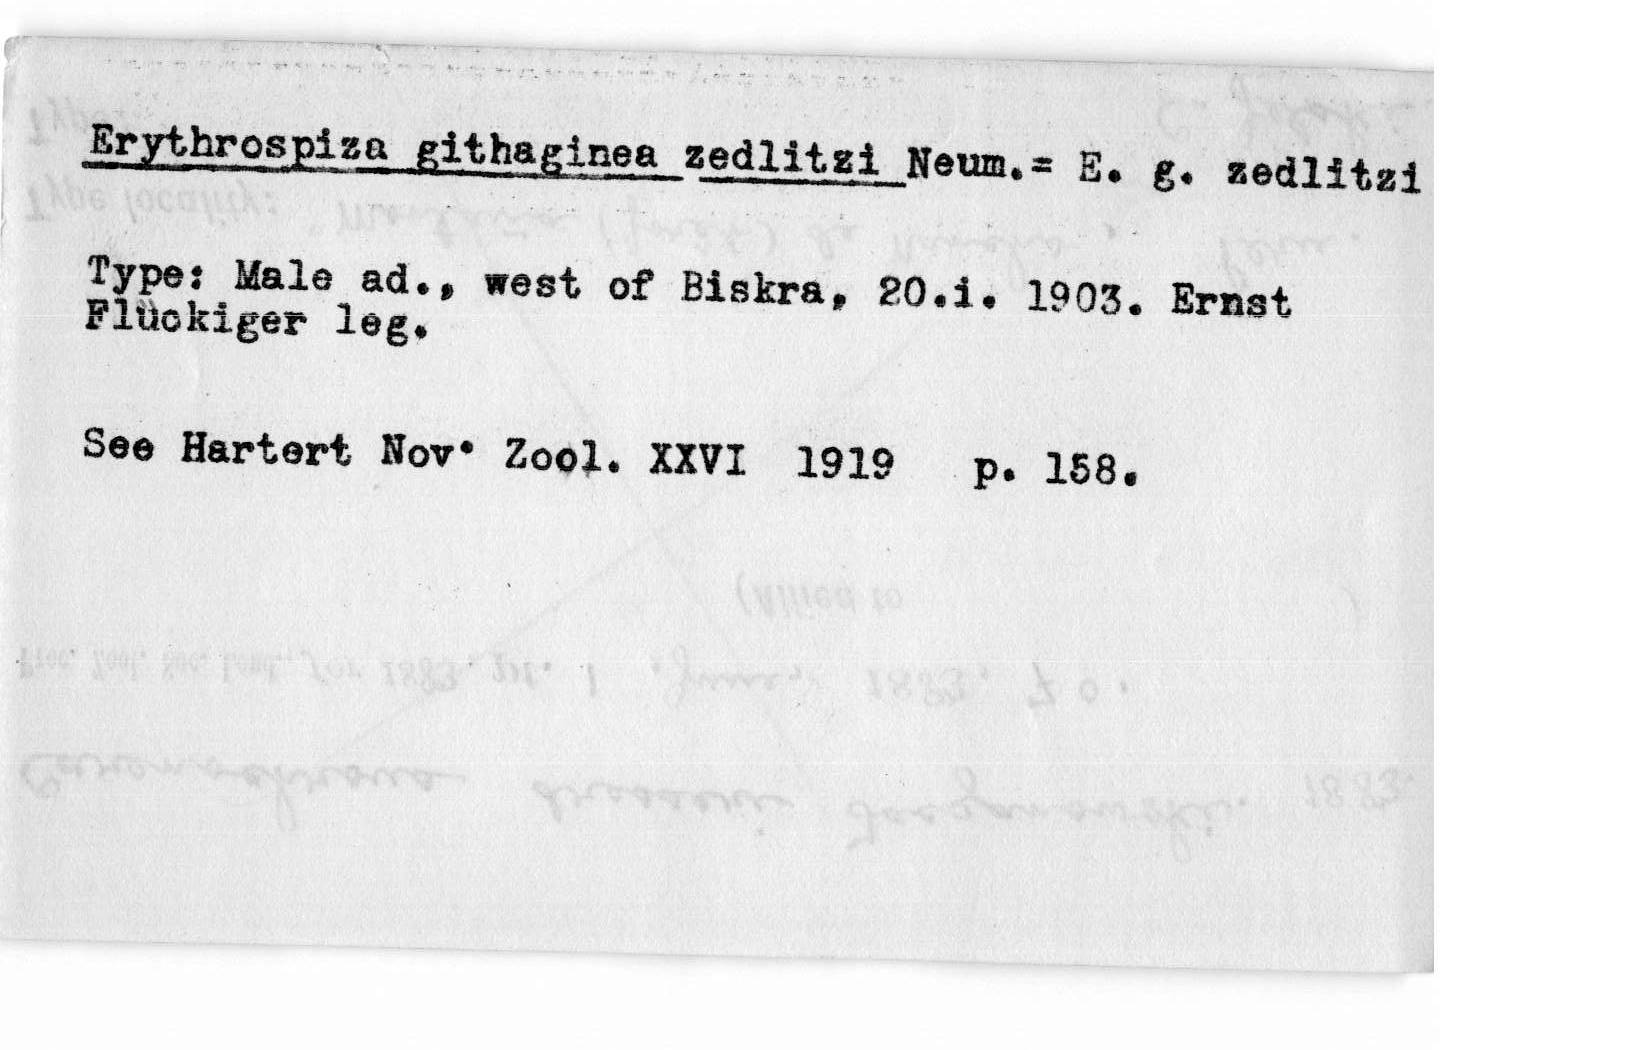 Erythrospiza githaginea zedlitzi Neum.= E. g. zedlitzi
Type: Male ad., west of Biskra, 20.i. 1903. Ernst
Flückiger leg.
See Hartert Nov. Zool. XXVI 1919 p. 158.